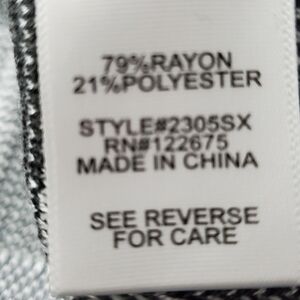 79%RAYON
21%POLYESTER
STYLE#2305SX
RN#122675
MADE IN CHINA
SEE REVERSE
FOR CARE